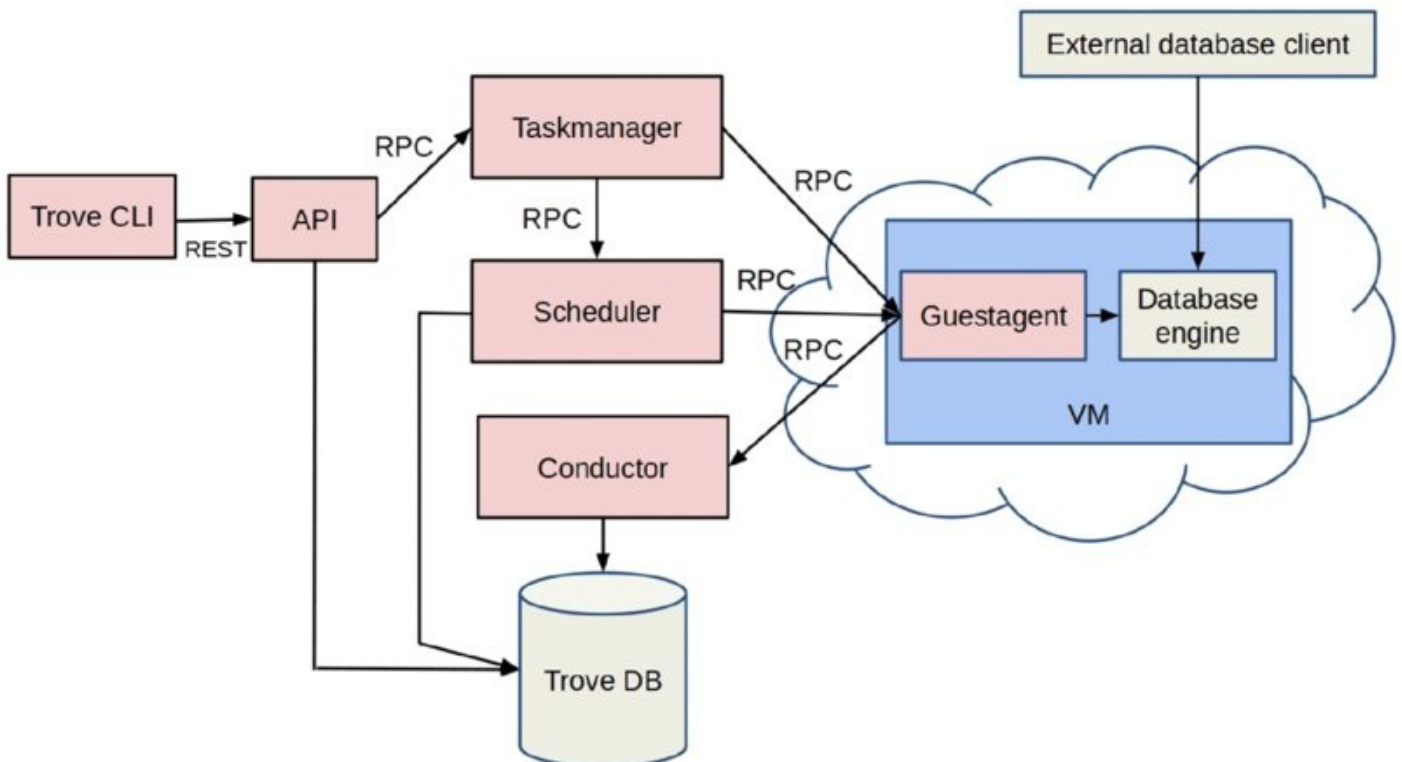 External database client
Taskmanager
RPC
RPC
Trove CLI
API
REST
RPC
Scheduler
RPC
Guestagent
Database
engine
RPC
VM
Conductor
Trove DB